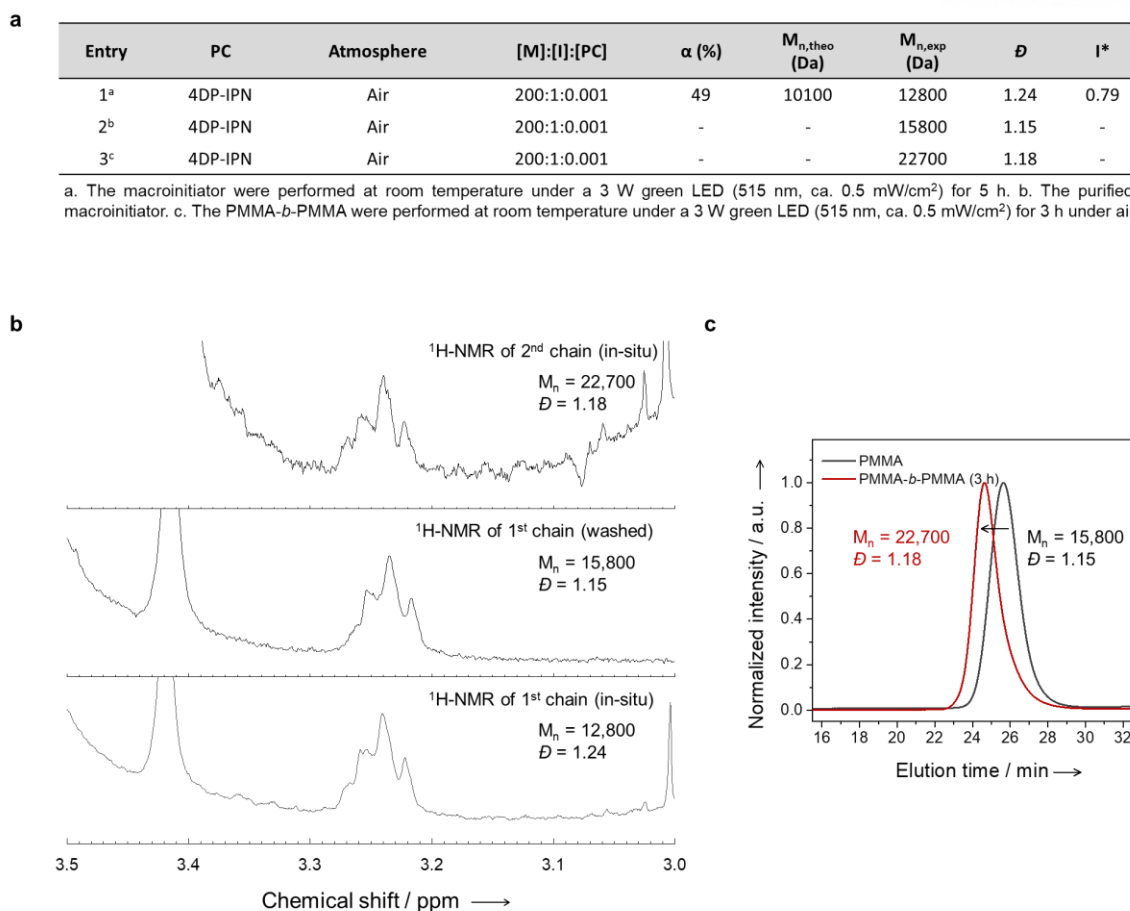 a
Entry PC Atmosphere [M]:[I]:[PC] α (%) Mn,theo (Da) Mn,exp (Da) Đ I*
1ᵃ 4DP-IPN Air 200:1:0.001 49 10100 12800 1.24 0.79
2ᵇ 4DP-IPN Air 200:1:0.001 - - 15800 1.15 -
3ᶜ 4DP-IPN Air 200:1:0.001 - - 22700 1.18 -
a. The macroinitiator were performed at room temperature under a 3 W green LED (515 nm, ca. 0.5 mW/cm²) for 5 h. b. The purified
macroinitiator. c. The PMMA-b-PMMA were performed at room temperature under a 3 W green LED (515 nm, ca. 0.5 mW/cm²) for 3 h under air
b
¹H-NMR of 2nd chain (in-situ)
Mn = 22,700
Đ = 1.18
¹H-NMR of 1st chain (washed)
Mn = 15,800
Đ = 1.15
¹H-NMR of 1st chain (in-situ)
Mn = 12,800
Đ = 1.24
3.5 3.4 3.3 3.2 3.1 3.0
Chemical shift / ppm →
c
PMMA
PMMA-b-PMMA (3 h)
Mn = 22,700
Đ = 1.18
Mn = 15,800
Đ = 1.15
Normalized intensity / a.u. →
1.0
0.8
0.6
0.4
0.2
0.0
16 18 20 22 24 26 28 30 32
Elution time / min →